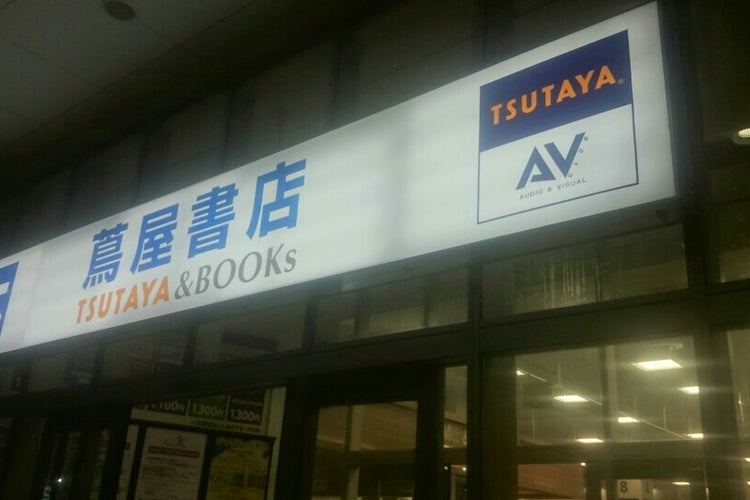 蔦屋書店
TSUTAYA&BOOKs
TSUTAYA®
AV
AUDIO & VISUAL
1,300円
1,300円
8